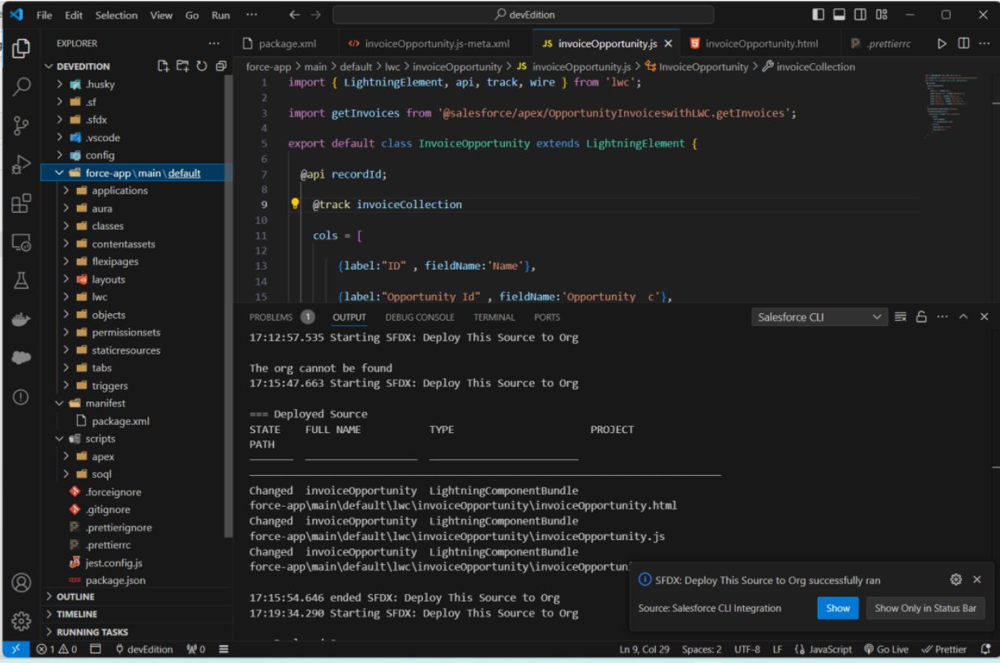 File Edit Selection View Go Run ··· devEdition
EXPLORER ···
DEVEDITION
.husky
.sf
.sfdx
.vscode
config
force-app\main\default
applications
aura
classes
contentassets
flexipages
layouts
lwc
objects
permissionsets
staticresources
tabs
triggers
manifest
package.xml
scripts
apex
soql
.forceignore
.gitignore
.prettierignore
.prettierrc
jest.config.js
package.json
OUTLINE
TIMELINE
RUNNING TASKS
package.xml invoiceOpportunity.js-meta.xml JS invoiceOpportunity.js invoiceOpportunity.html .prettierrc ···
force-app > main > default > lwc > invoiceOpportunity > JS invoiceOpportunity.js > InvoiceOpportunity > invoiceCollection
1 import { LightningElement, api, track, wire } from 'lwc';
2
3 import getInvoices from '@salesforce/apex/OpportunityInvoiceswithLWC.getInvoices';
4
5 export default class InvoiceOpportunity extends LightningElement {
6
7 @api recordId;
8
9 @track invoiceCollection
10
11 cols = [
12
13 {label:"ID" , fieldName:'Name'},
14
15 {label:"Opportunity Id" , fieldName:'Opportunity__c'},
PROBLEMS 1 OUTPUT DEBUG CONSOLE TERMINAL PORTS Salesforce CLI ···
17:12:57.535 Starting SFDX: Deploy This Source to Org
The org cannot be found
17:15:47.663 Starting SFDX: Deploy This Source to Org
=== Deployed Source
STATE FULL NAME TYPE PROJECT
PATH
Changed invoiceOpportunity LightningComponentBundle
force-app\main\default\lwc\invoiceOpportunity\invoiceOpportunity.html
Changed invoiceOpportunity LightningComponentBundle
force-app\main\default\lwc\invoiceOpportunity\invoiceOpportunity.js
Changed invoiceOpportunity LightningComponentBundle
force-app\main\default\lwc\invoiceOpportunity\invoiceOpportun
17:15:54.646 ended SFDX: Deploy This Source to Org
17:19:34.290 Starting SFDX: Deploy This Source to Org
SFDX: Deploy This Source to Org successfully ran
Source: Salesforce CLI Integration Show Show Only in Status Bar
1 0 devEdition 0 Ln 9, Col 29 Spaces: 2 UTF-8 LF JavaScript Go Live Prettier